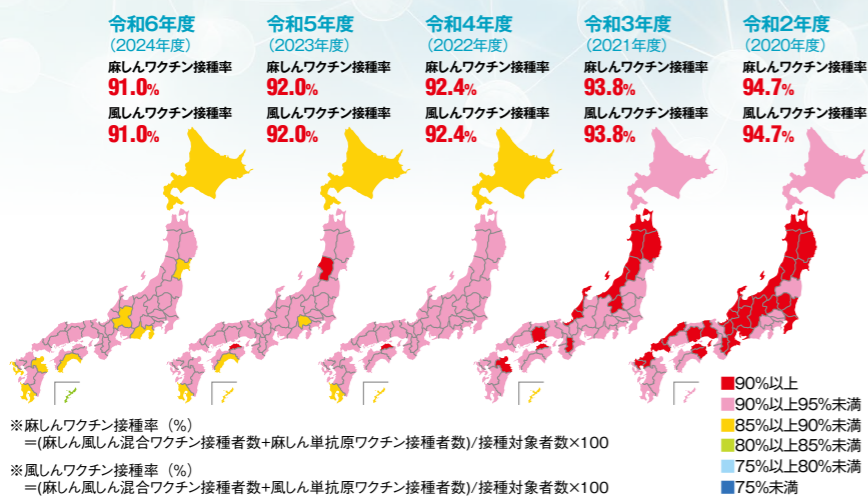 令和6年度
（2024年度）
麻しんワクチン接種率
91.0%
風しんワクチン接種率
91.0%
令和5年度
（2023年度）
麻しんワクチン接種率
92.0%
風しんワクチン接種率
92.0%
令和4年度
（2022年度）
麻しんワクチン接種率
92.4%
風しんワクチン接種率
92.4%
令和3年度
（2021年度）
麻しんワクチン接種率
93.8%
風しんワクチン接種率
93.8%
令和2年度
（2020年度）
麻しんワクチン接種率
94.7%
風しんワクチン接種率
94.7%
90%以上
90%以上95%未満
85%以上90%未満
80%以上85%未満
75%以上80%未満
75%未満
※麻しんワクチン接種率（%）
＝(麻しん風しん混合ワクチン接種者数+麻しん単抗原ワクチン接種者数)/接種対象者数×100
※風しんワクチン接種率（%）
＝(麻しん風しん混合ワクチン接種者数+風しん単抗原ワクチン接種者数)/接種対象者数×100